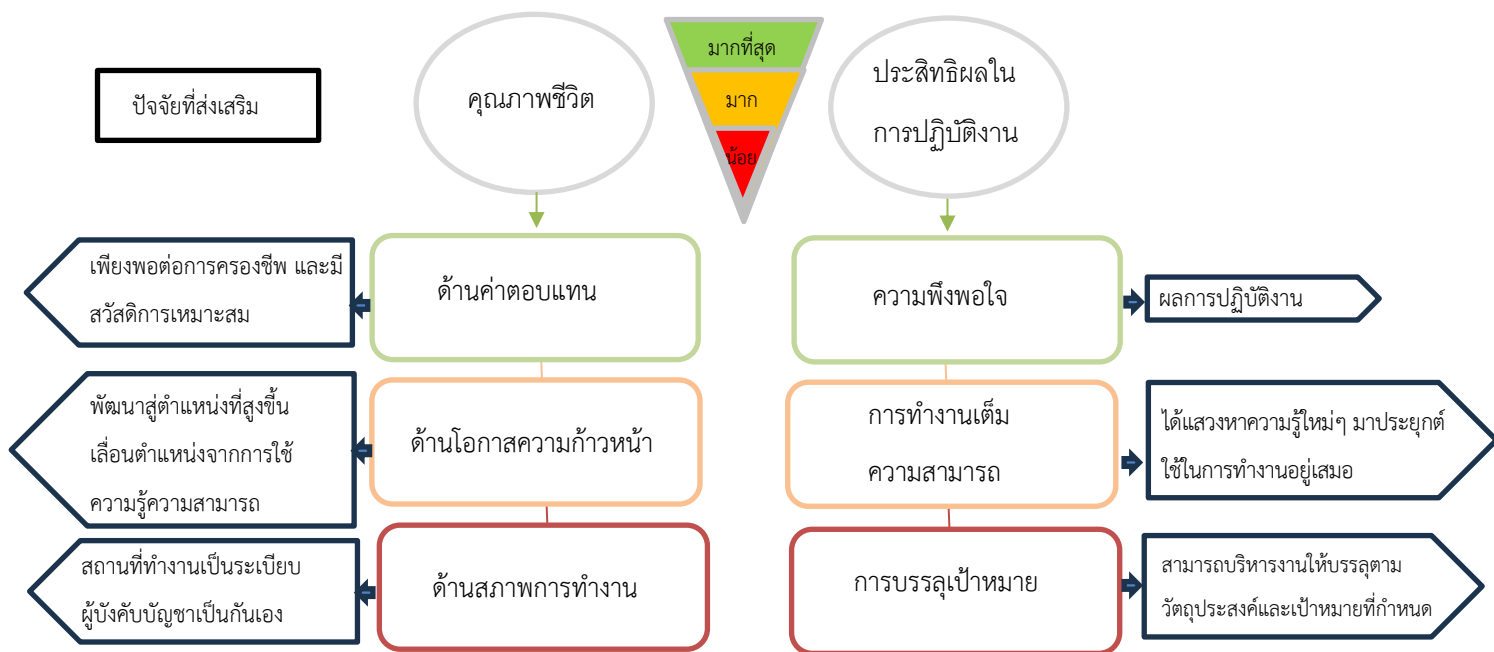 ปัจจัยที่ส่งเสริม
คุณภาพชีวิต
มากที่สุด
มาก
น้อย
ประสิทธิผลใน
การปฏิบัติงาน
เพียงพอต่อการครองชีพ และมี
สวัสดิการเหมาะสม
ด้านค่าตอบแทน
ความพึงพอใจ
ผลการปฏิบัติงาน
พัฒนาสู่ตำแหน่งที่สูงขึ้น
เลื่อนตำแหน่งจากการใช้
ความรู้ความสามารถ
ด้านโอกาสความก้าวหน้า
การทำงานเต็ม
ความสามารถ
ได้แสวงหาความรู้ใหม่ๆ มาประยุกต์
ใช้ในการทำงานอยู่เสมอ
สถานที่ทำงานเป็นระเบียบ
ผู้บังคับบัญชาเป็นกันเอง
ด้านสภาพการทำงาน
การบรรลุเป้าหมาย
สามารถบริหารงานให้บรรลุตาม
วัตถุประสงค์และเป้าหมายที่กำหนด